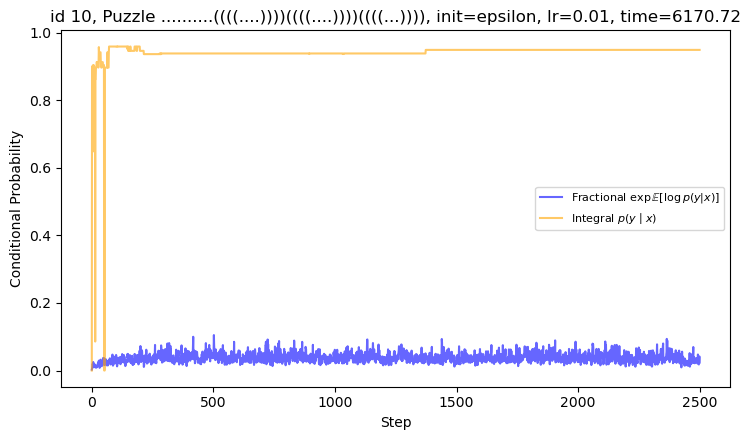 id 10, Puzzle ..........((((....))))((((....))))((((...)))), init=epsilon, lr=0.01, time=6170.72
Conditional Probability
1.0
0.8
0.6
0.4
0.2
0.0
Fractional exp𝔼[log p(y|x)]
Integral p(y | x)
0
500
1000
1500
2000
2500
Step